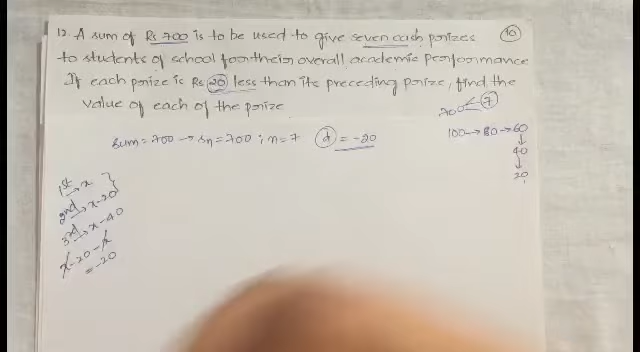 12. A sum of Rs 700 is to be used to give seven cash prizes
10
to students of school for their overall academic performance
If each prize is Rs 20 less than its preceding prize, find the
value of each of the prize
700 < 7
sum = 700 → Sn = 700 ; n = 7 d = -20
100 → 80 → 60
↓
40
↓
20
1st → x
2nd → x-20
3rd → x-40
x-20-x
= -20